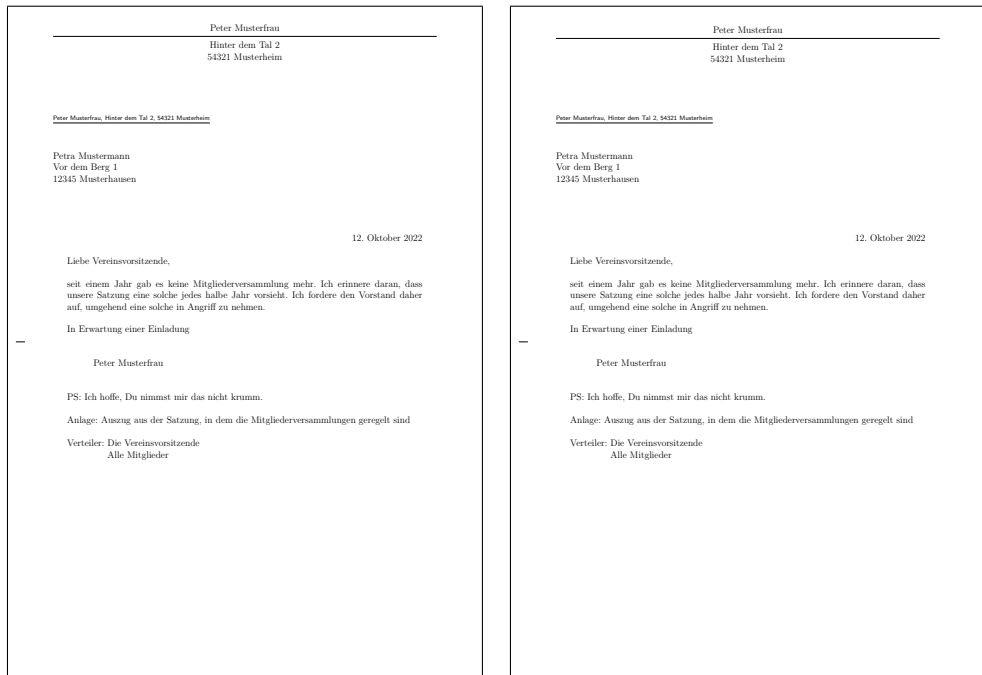 Peter Musterfrau
Hinter dem Tal 2
54321 Musterheim
Peter Musterfrau, Hinter dem Tal 2, 54321 Musterheim
Petra Mustermann
Vor dem Berg 1
12345 Musterhausen
12. Oktober 2022
Liebe Vereinsvorsitzende,
seit einem Jahr gab es keine Mitgliederversammlung mehr. Ich erinnere daran, dass
unsere Satzung eine solche jedes halbe Jahr vorsieht. Ich fordere den Vorstand daher
auf, umgehend eine solche in Angriff zu nehmen.
In Erwartung einer Einladung
Peter Musterfrau
PS: Ich hoffe, Du nimmst mir das nicht krumm.
Anlage: Auszug aus der Satzung, in dem die Mitgliederversammlungen geregelt sind
Verteiler: Die Vereinsvorsitzende
Alle Mitglieder
Peter Musterfrau
Hinter dem Tal 2
54321 Musterheim
Peter Musterfrau, Hinter dem Tal 2, 54321 Musterheim
Petra Mustermann
Vor dem Berg 1
12345 Musterhausen
12. Oktober 2022
Liebe Vereinsvorsitzende,
seit einem Jahr gab es keine Mitgliederversammlung mehr. Ich erinnere daran, dass
unsere Satzung eine solche jedes halbe Jahr vorsieht. Ich fordere den Vorstand daher
auf, umgehend eine solche in Angriff zu nehmen.
In Erwartung einer Einladung
Peter Musterfrau
PS: Ich hoffe, Du nimmst mir das nicht krumm.
Anlage: Auszug aus der Satzung, in dem die Mitgliederversammlungen geregelt sind
Verteiler: Die Vereinsvorsitzende
Alle Mitglieder